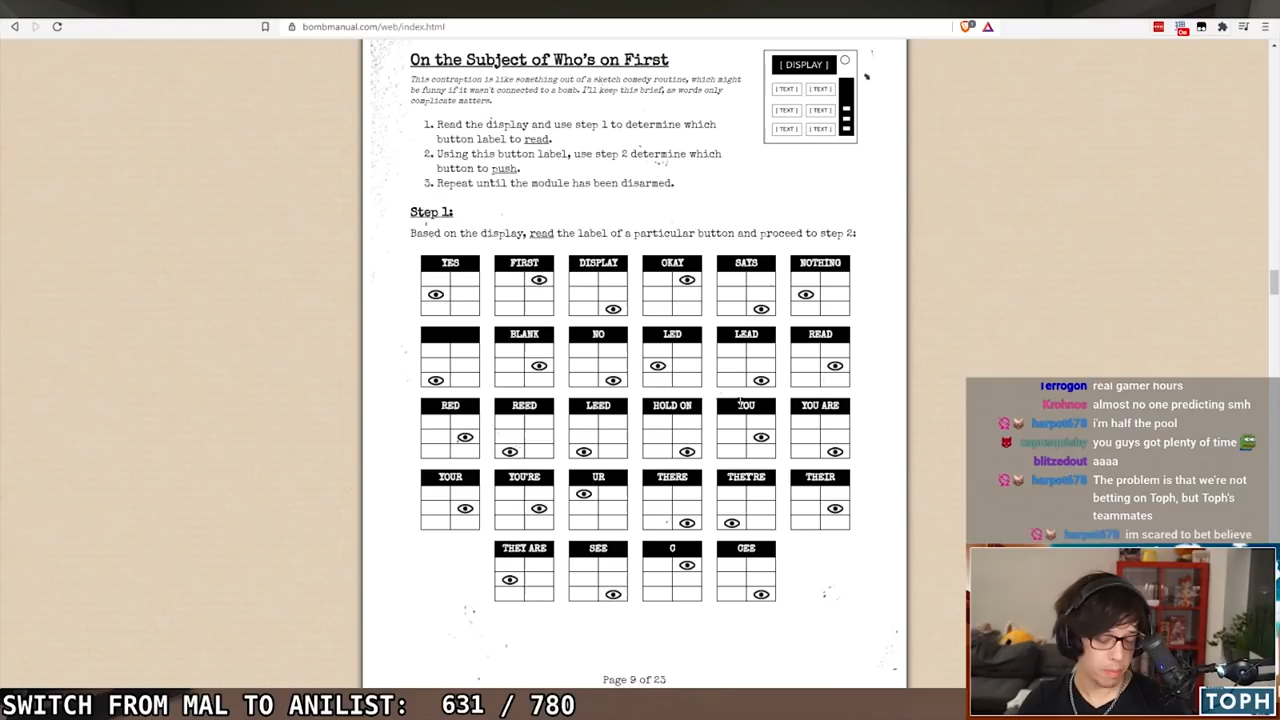 bombmanual.com/web/index.html
On the Subject of Who's on First
This contraption is like something out of a sketch comedy routine, which might
be funny if it wasn't connected to a bomb. I'll keep this brief, as words only
complicate matters.
1. Read the display and use step 1 to determine which
button label to read.
2. Using this button label, use step 2 determine which
button to push.
3. Repeat until the module has been disarmed.
[ DISPLAY ]
[ TEXT ] [ TEXT ]
[ TEXT ] [ TEXT ]
[ TEXT ] [ TEXT ]
Step 1:
Based on the display, read the label of a particular button and proceed to step 2:
YES FIRST DISPLAY OKAY SAYS NOTHING
BLANK NO LED LEAD READ
RED REED LEED HOLD ON YOU YOU ARE
YOUR YOU'RE UR THERE THEY'RE THEIR
THEY ARE SEE C CEE
Page 9 of 23
Terrogon real gamer hours
Krohnos almost no one predicting smh
harpot678 i'm half the pool
you guys got plenty of time
blitzedout aaaa
harpot678 The problem is that we're not
betting on Toph, but Toph's
teammates
harpot678 im scared to bet believe
TOPH
SWITCH FROM MAL TO ANILIST: 631 / 780